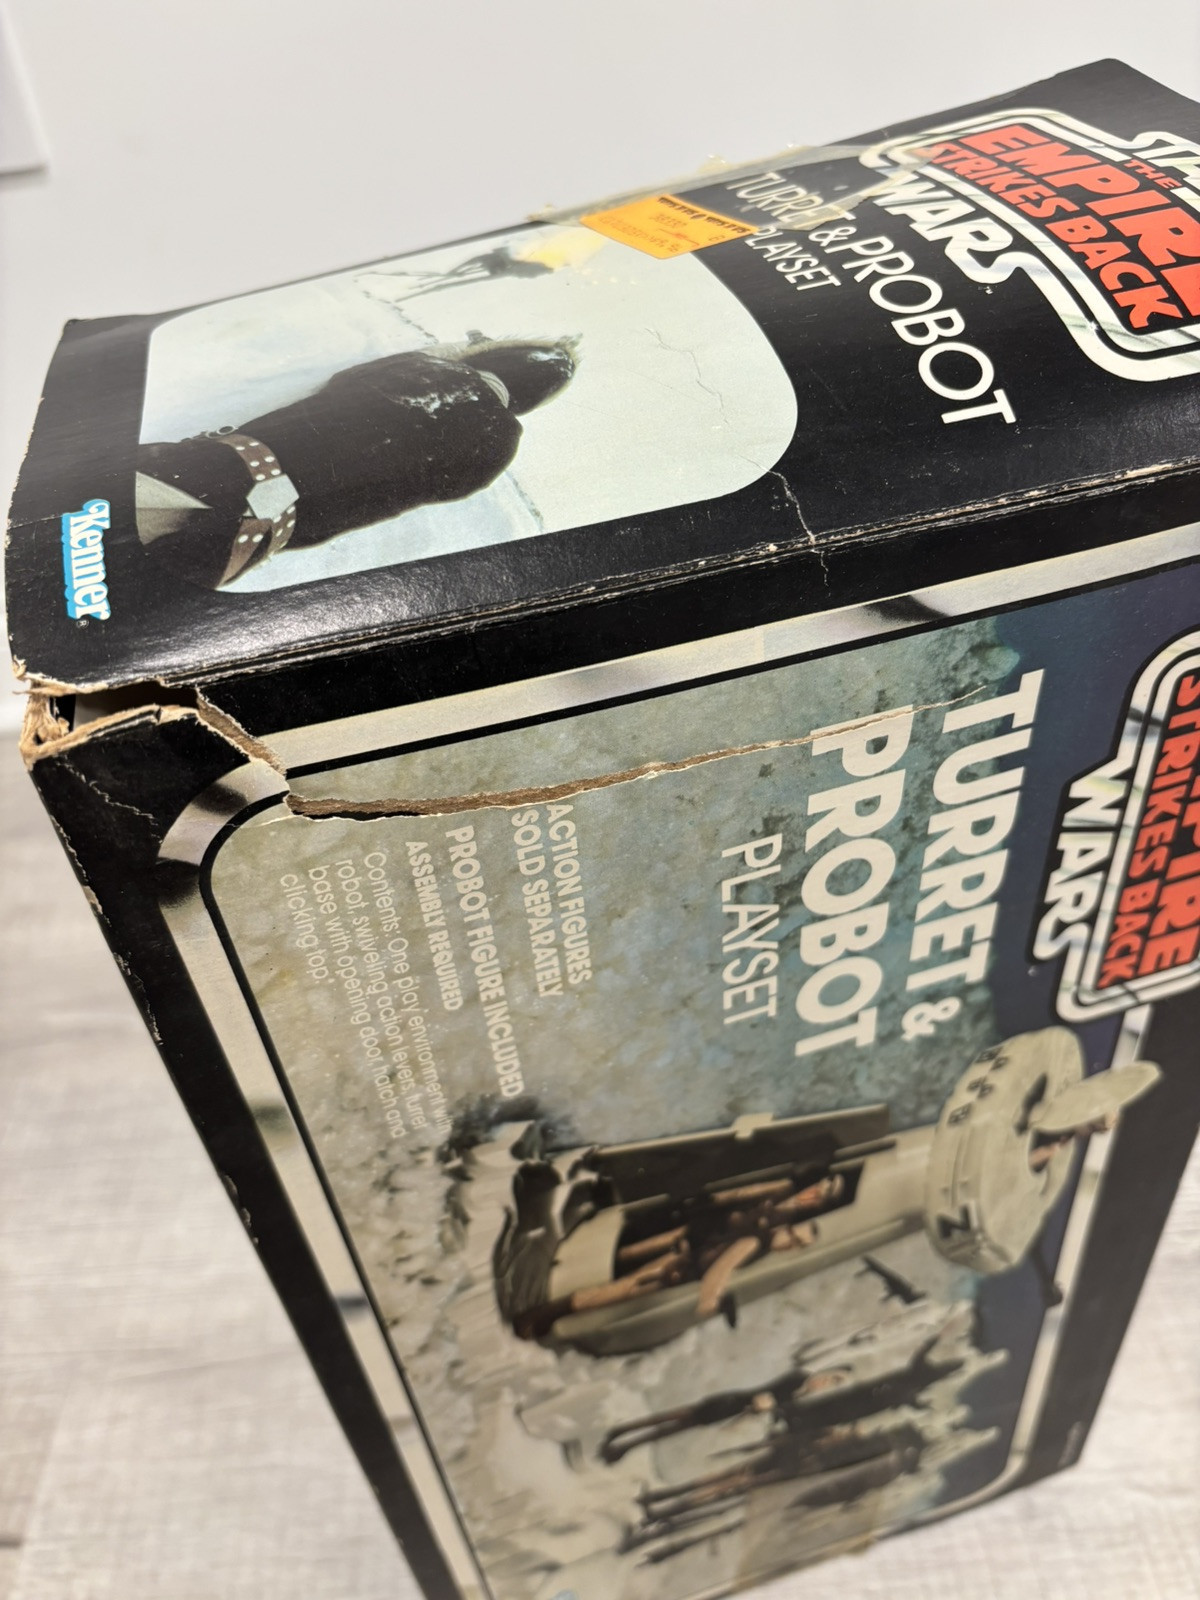 STAR
THE
EMPIRE
STRIKES BACK
WARS™
TURRET & PROBOT
PLAYSET
Kenner®
EMPIRE
STRIKES BACK
WARS
TURRET &
PROBOT
PLAYSET
ACTION FIGURES
SOLD SEPARATELY
PROBOT FIGURE INCLUDED
ASSEMBLY REQUIRED
Contents: One play environment with
robot, swiveling action levers, turret
base with opening door, hatch and
clicking top.